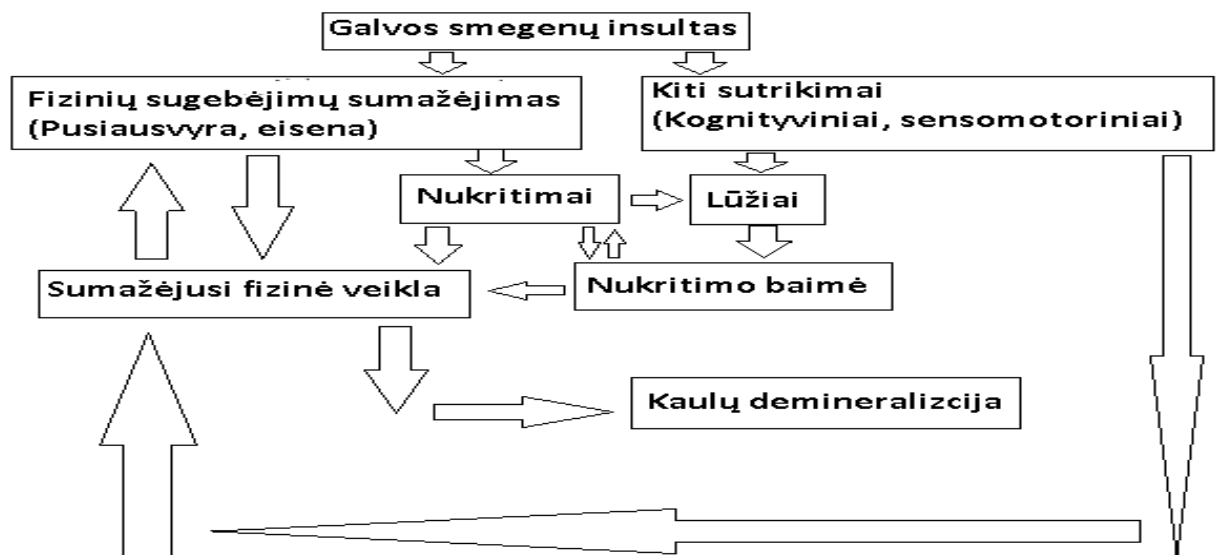 Galvos smegenų insultas
Fizinių sugebėjimų sumažėjimas
(Pusiausvyra, eisena)
Kiti sutrikimai
(Kognityviniai, sensomotoriniai)
Nukritimai
Lūžiai
Sumažėjusi fizinė veikla
Nukritimo baimė
Kaulų demineralizcija